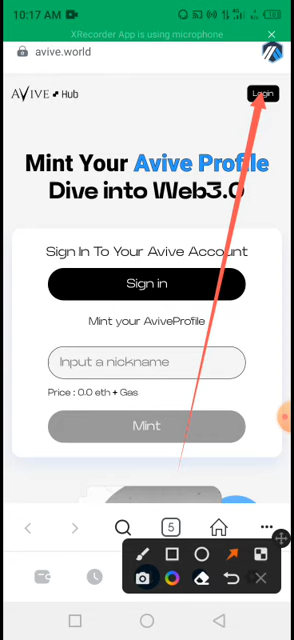 10:17 AM
XRecorder App is using microphone
avive.world
AVIVE Hub
Login
Mint Your Avive Profile
Dive into Web3.0
Sign In To Your Avive Account
Sign in
Mint your AviveProfile
Input a nickname
Price : 0.0 eth + Gas
Mint
5